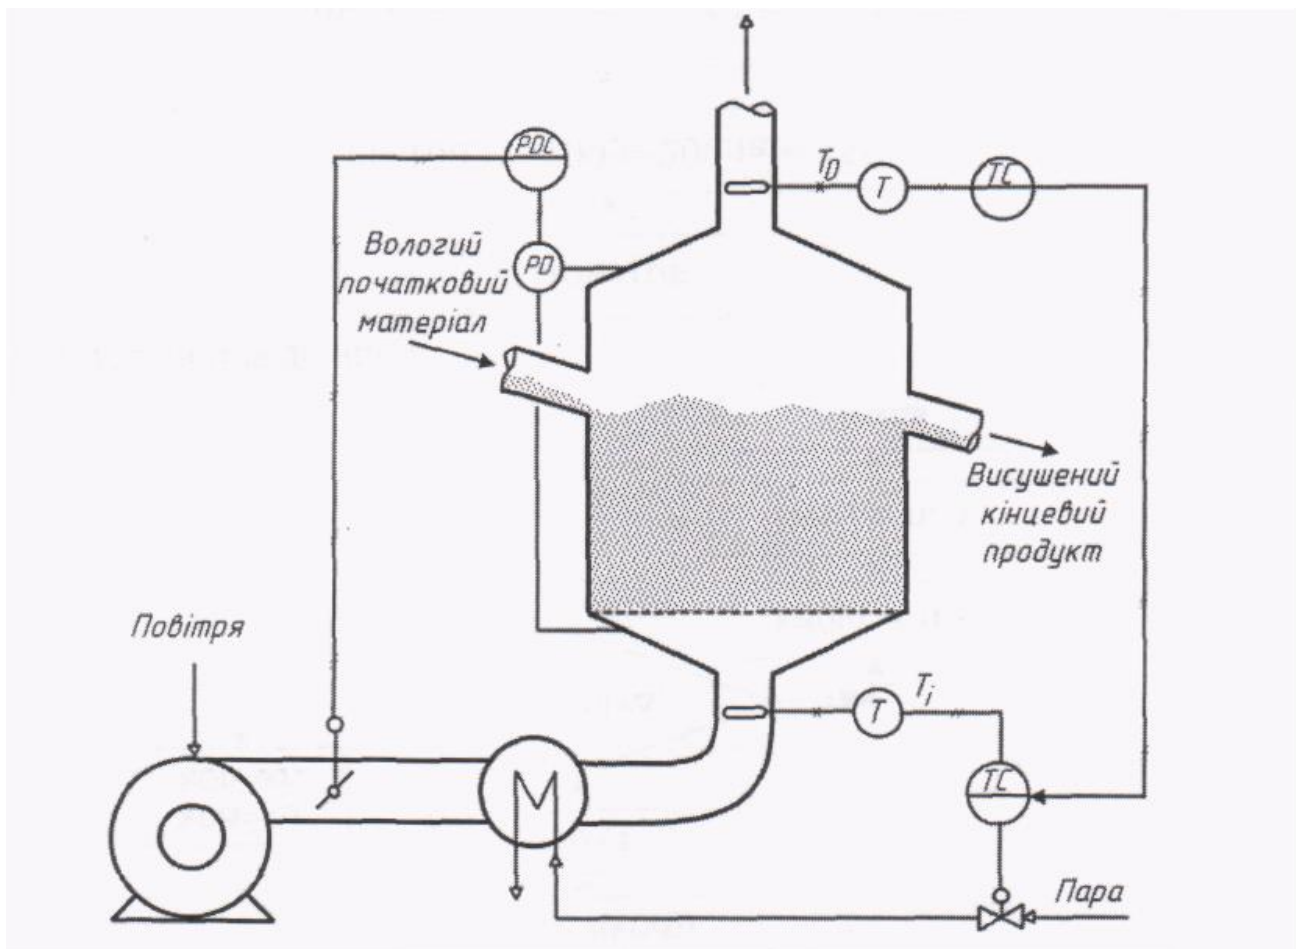 PDC
T_D
T
TC
PD
Вологий
початковий
матеріал
Висушений
кінцевий
продукт
Повітря
T
T_i
TC
Пара